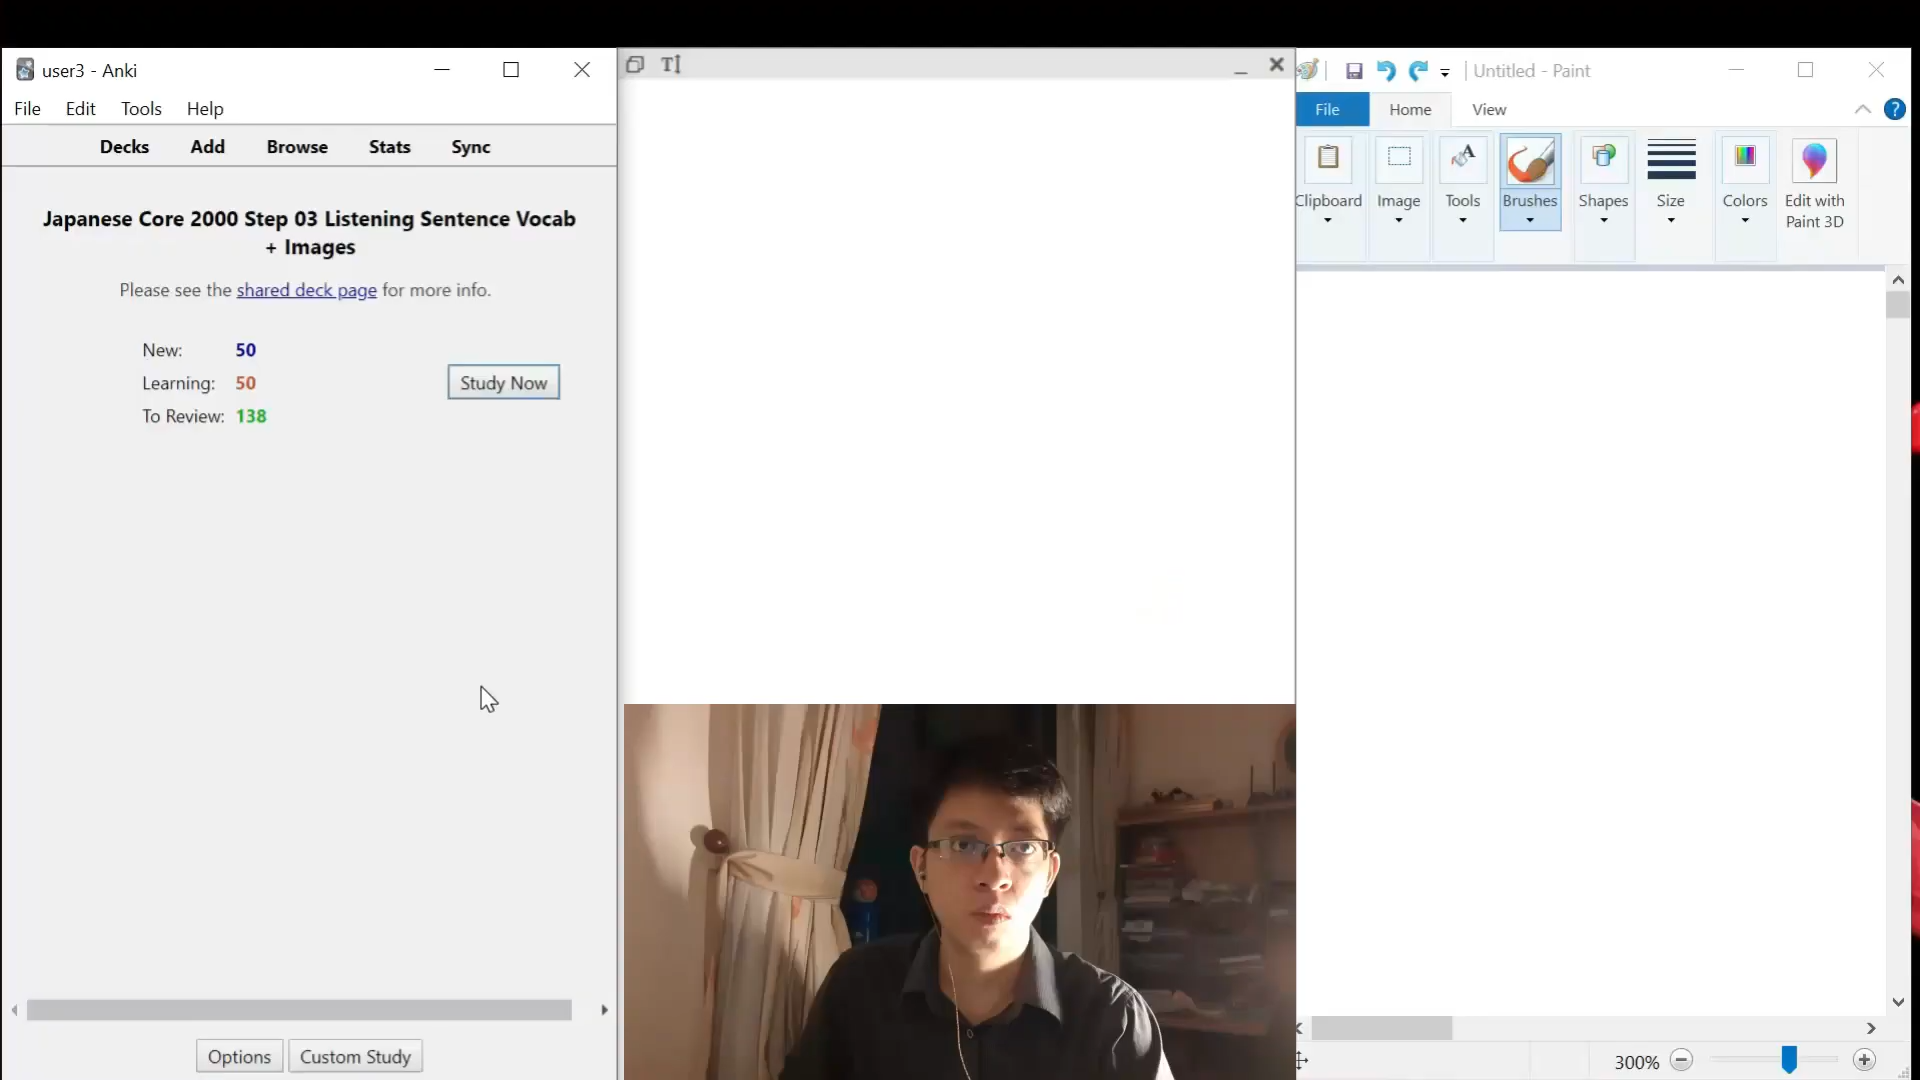 user3 - Anki
File Edit Tools Help
Decks Add Browse Stats Sync
Japanese Core 2000 Step 03 Listening Sentence Vocab
+ Images
Please see the shared deck page for more info.
New: 50
Learning: 50
To Review: 138
Study Now
Options Custom Study
Untitled - Paint
File Home View
Clipboard Image Tools Brushes Shapes Size Colors Edit with
Paint 3D
300%